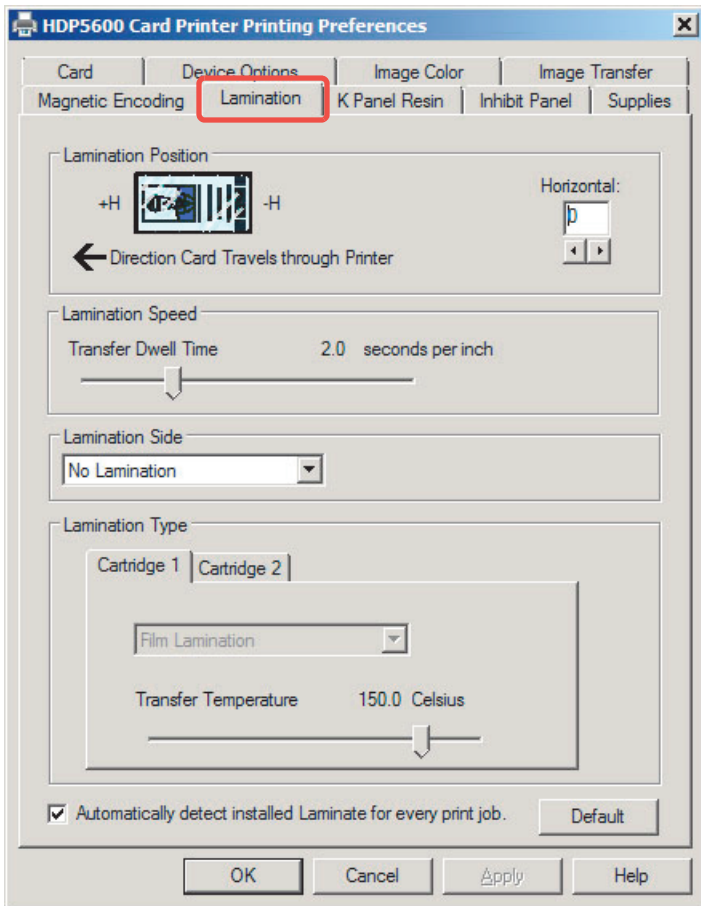 HDP5600 Card Printer Printing Preferences
Card Device Options Image Color Image Transfer
Magnetic Encoding Lamination K Panel Resin Inhibit Panel Supplies
Lamination Position
+H -H
Horizontal:
0
Direction Card Travels through Printer
Lamination Speed
Transfer Dwell Time 2.0 seconds per inch
Lamination Side
No Lamination
Lamination Type
Cartridge 1 Cartridge 2
Film Lamination
Transfer Temperature 150.0 Celsius
Automatically detect installed Laminate for every print job.
Default
OK Cancel Apply Help